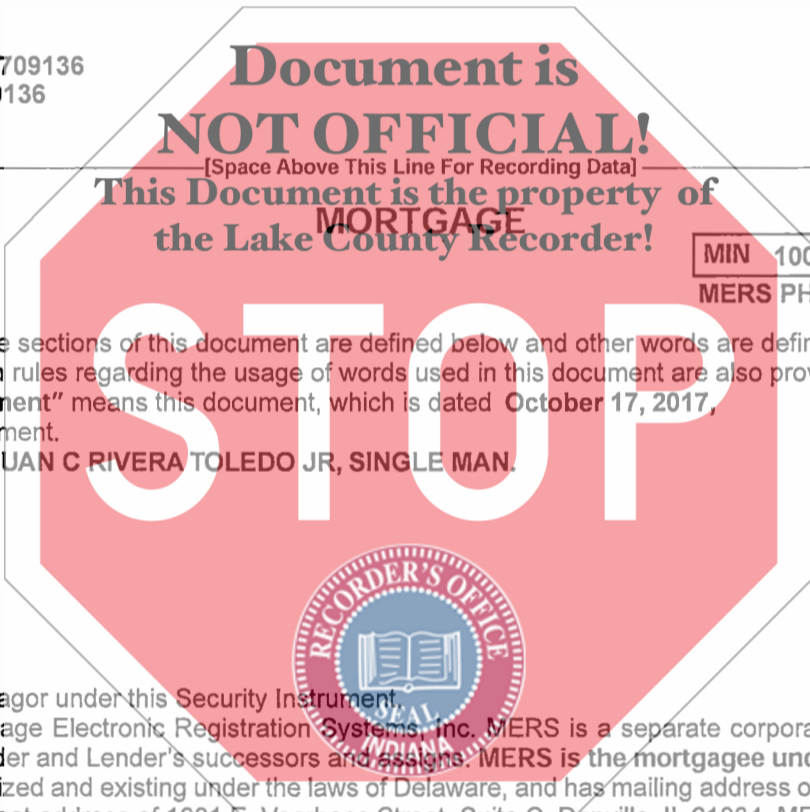 709136
136
Document is
NOT OFFICIAL!
[Space Above This Line For Recording Data]
This Document is the property of
MORTGAGE
the Lake County Recorder!
MIN 100
MERS PH
STOP
e sections of this document are defined below and other words are defin
rules regarding the usage of words used in this document are also prov
ment" means this document, which is dated October 17, 2017,
ment.
UAN C RIVERA TOLEDO JR, SINGLE MAN.
RECORDER'S OFFICE
SEAL
INDIANA
agor under this Security Instrument.
age Electronic Registration Systems, Inc. MERS is a separate corpora
der and Lender's successors and assigns. MERS is the mortgagee und
ized and existing under the laws of Delaware, and has mailing address o